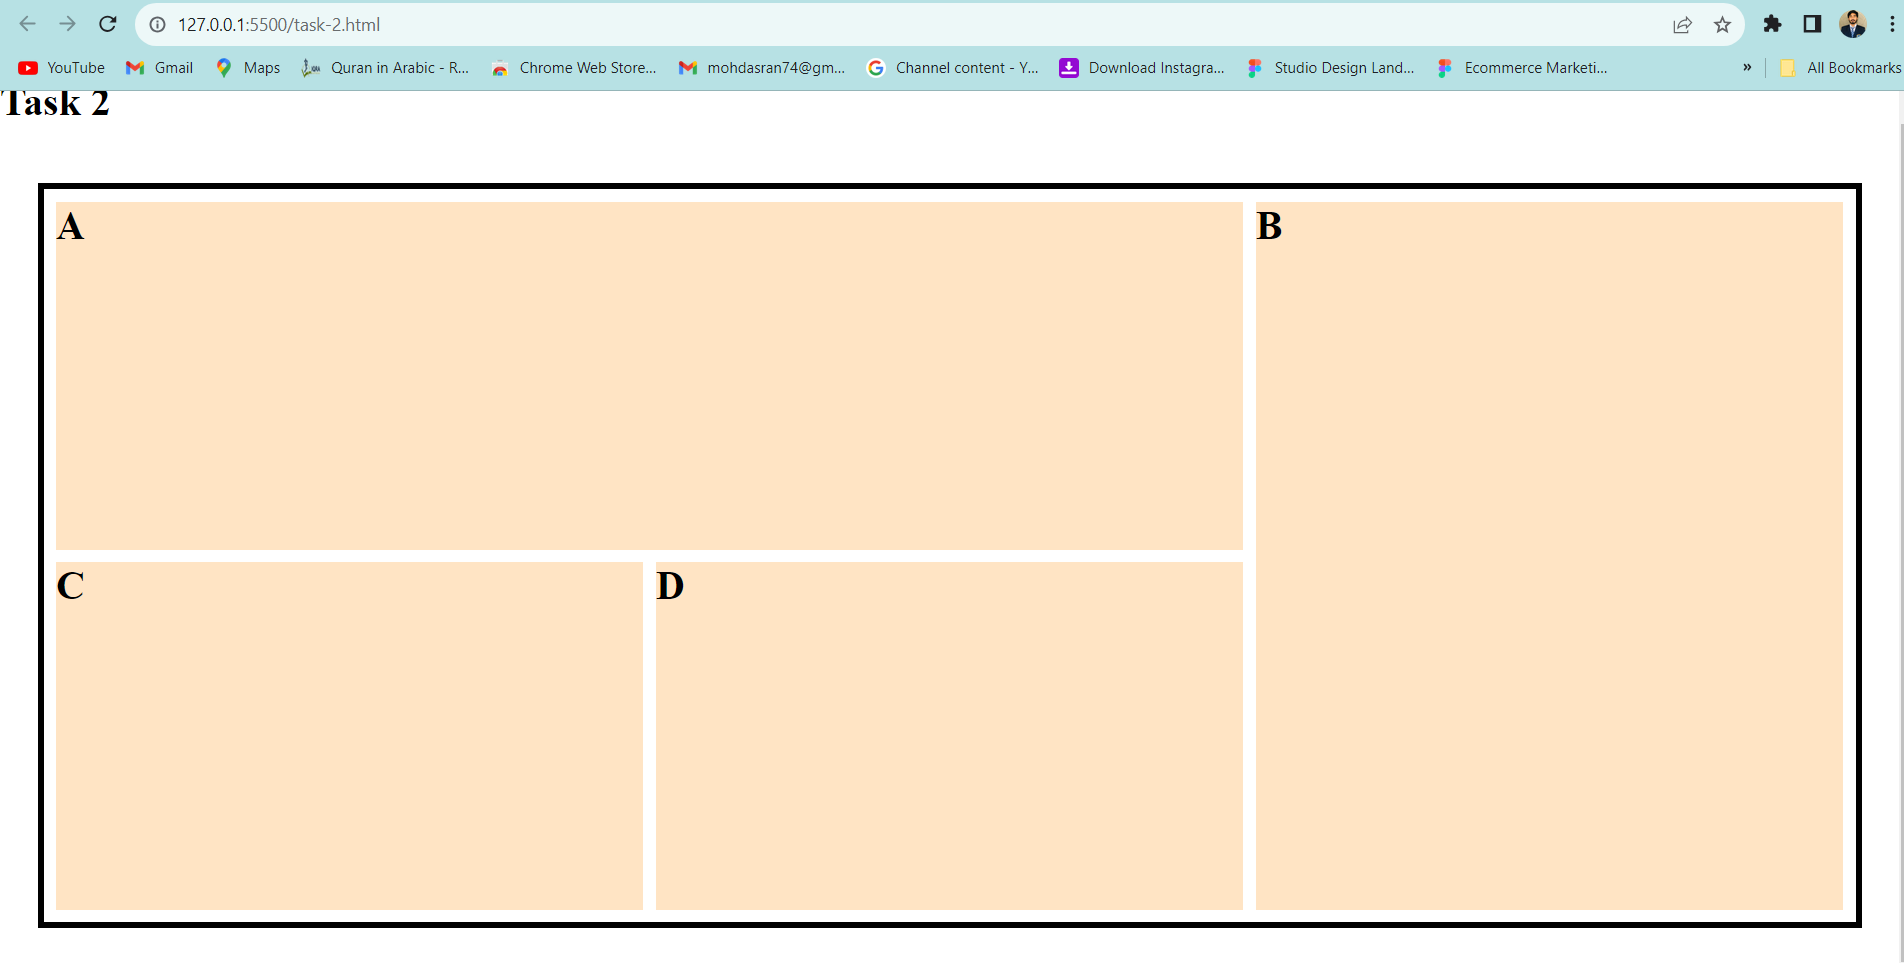 127.0.0.1:5500/task-2.html
YouTube Gmail Maps Quran in Arabic - R... Chrome Web Store... mohdasran74@gm... Channel content - Y... Download Instagra... Studio Design Land... Ecommerce Marketi... » All Bookmarks
Task 2
A
B
C
D